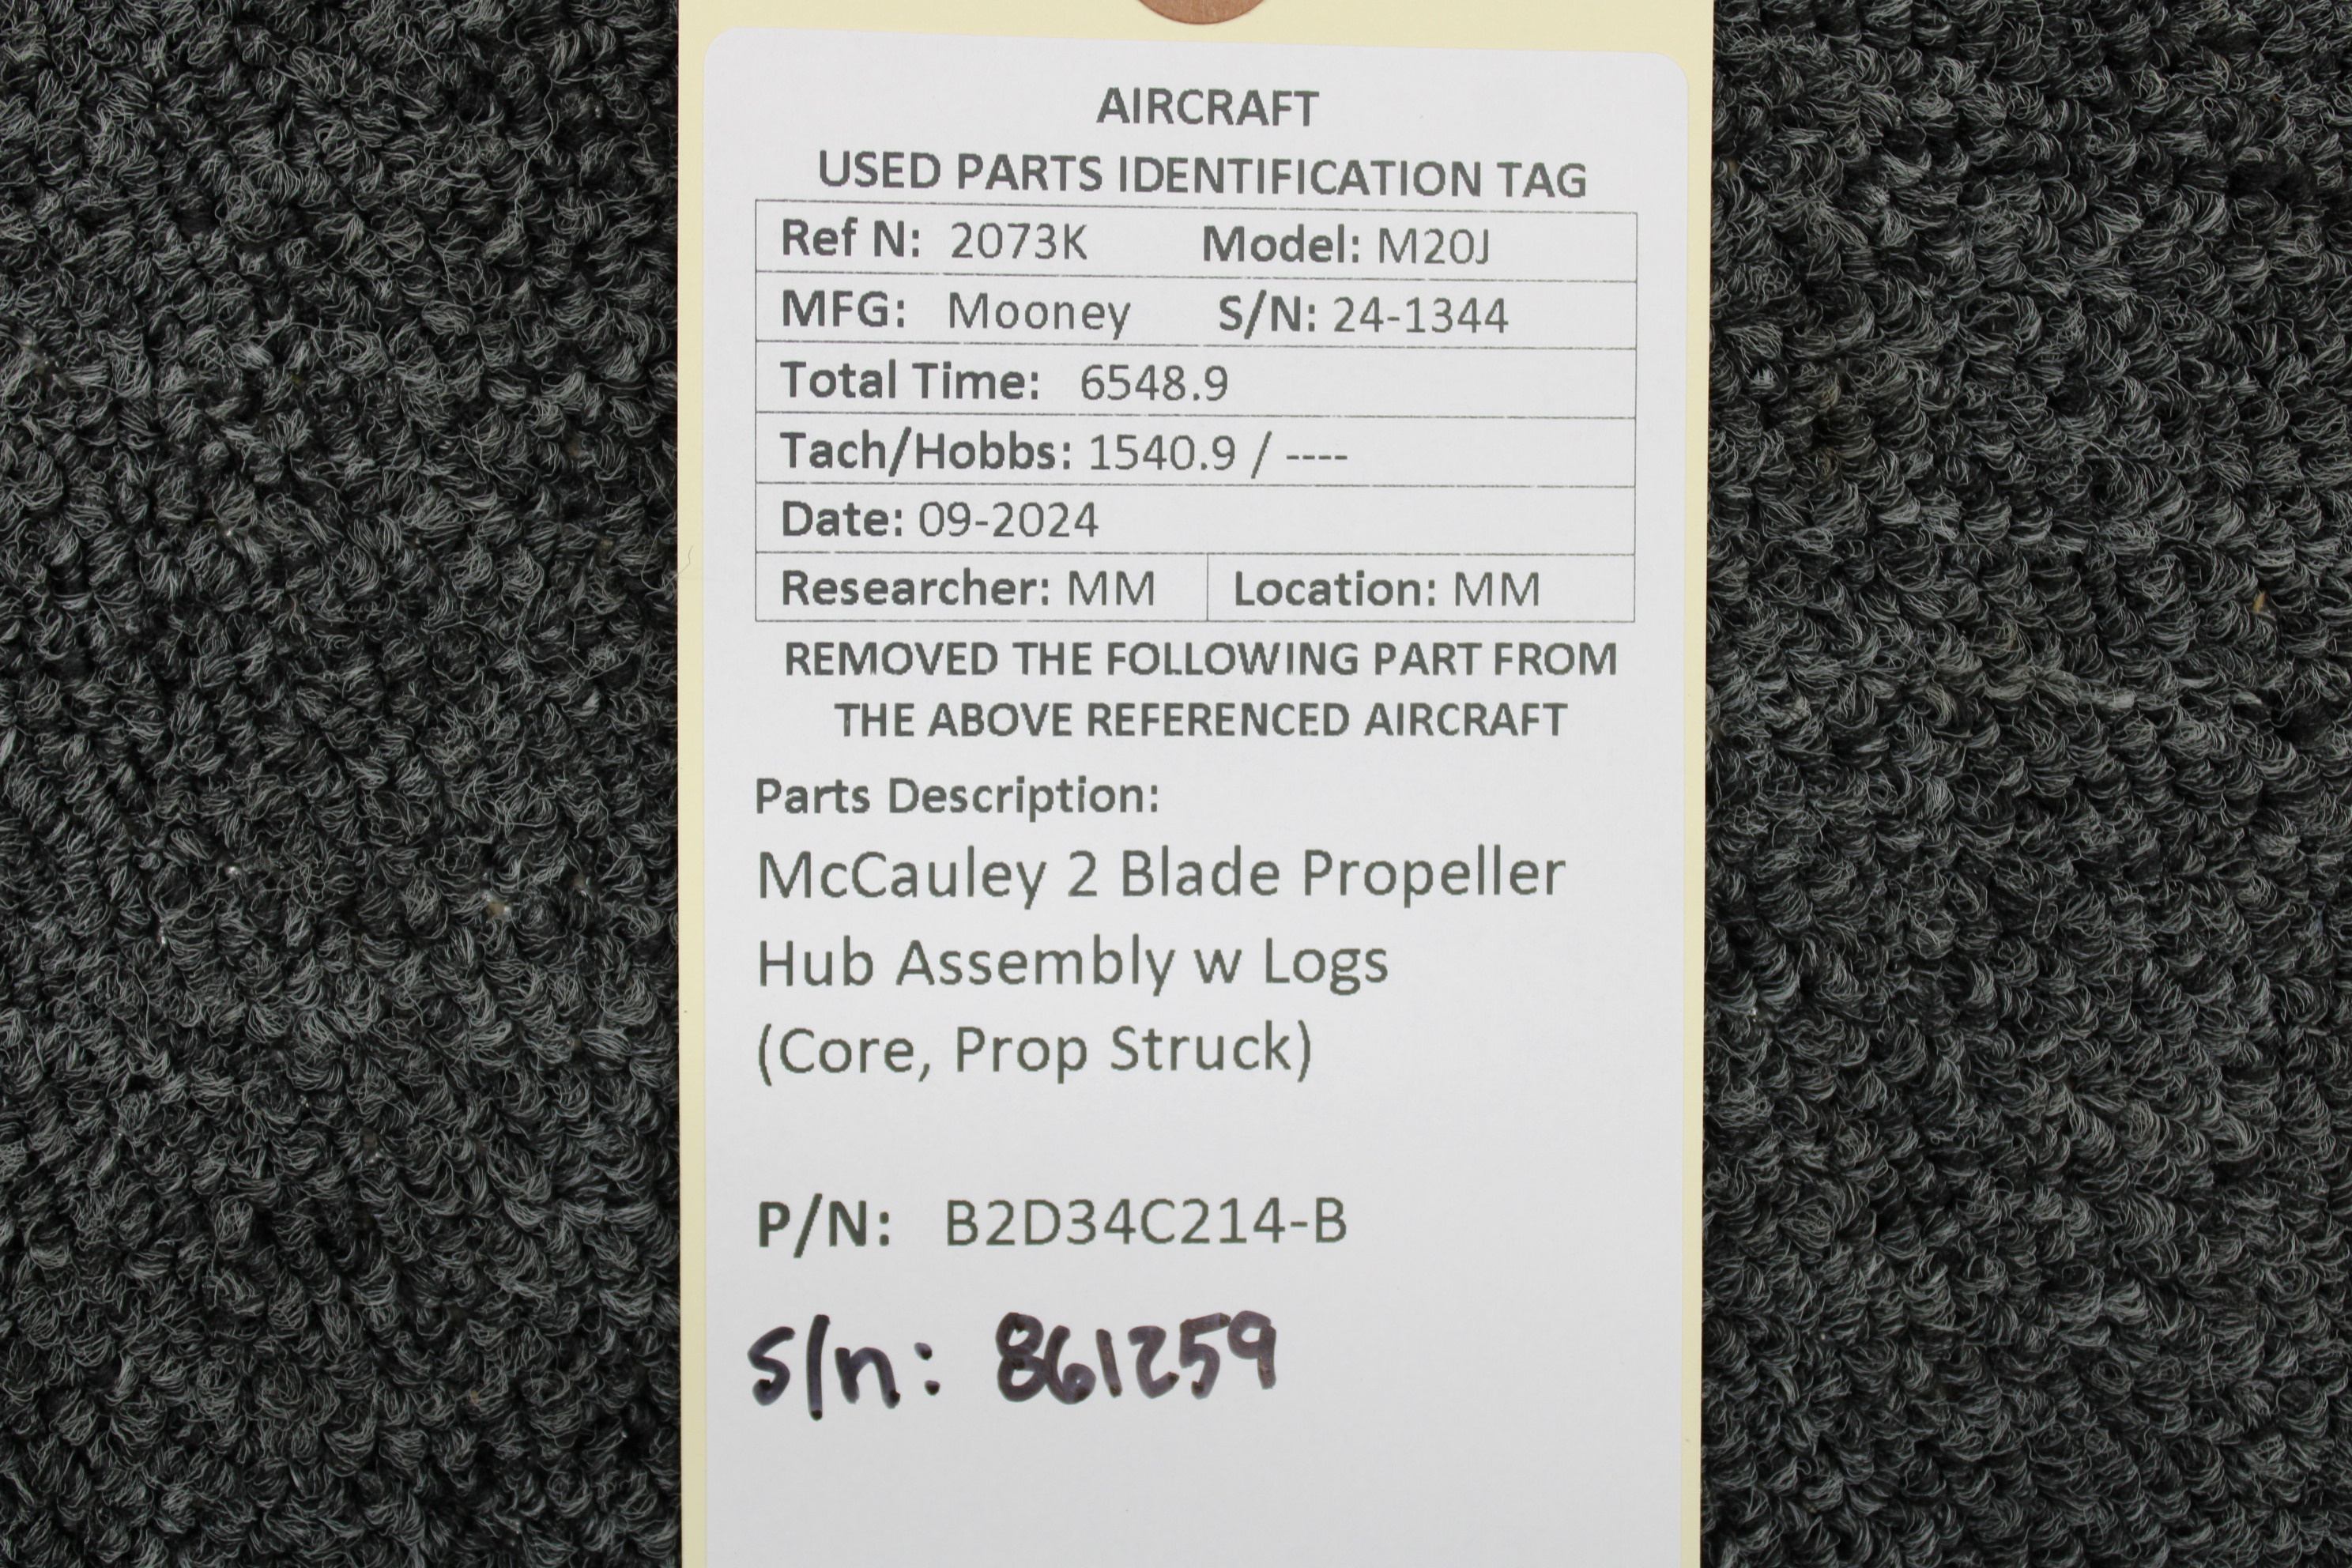 AIRCRAFT
USED PARTS IDENTIFICATION TAG
Ref N: 2073K Model: M20J
MFG: Mooney S/N: 24-1344
Total Time: 6548.9
Tach/Hobbs: 1540.9 / ----
Date: 09-2024
Researcher: MM Location: MM
REMOVED THE FOLLOWING PART FROM
THE ABOVE REFERENCED AIRCRAFT
Parts Description:
McCauley 2 Blade Propeller
Hub Assembly w Logs
(Core, Prop Struck)
P/N: B2D34C214-B
s/n: 861259